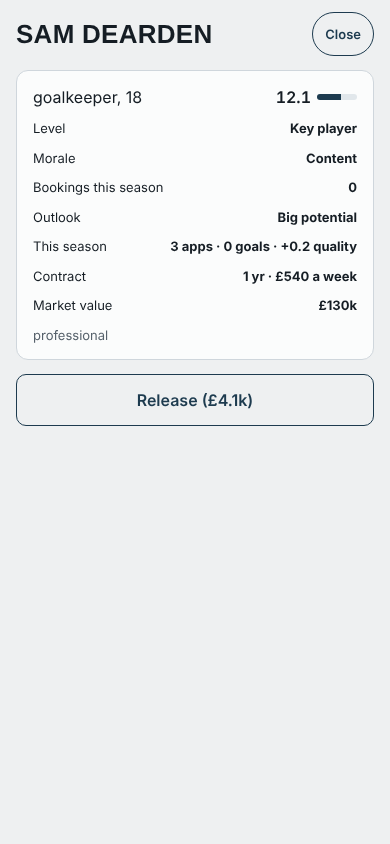 SAM DEARDEN
Close
goalkeeper, 18
12.1
Level
Key player
Morale
Content
Bookings this season
0
Outlook
Big potential
This season
3 apps · 0 goals · +0.2 quality
Contract
1 yr · £540 a week
Market value
£130k
professional
Release (£4.1k)